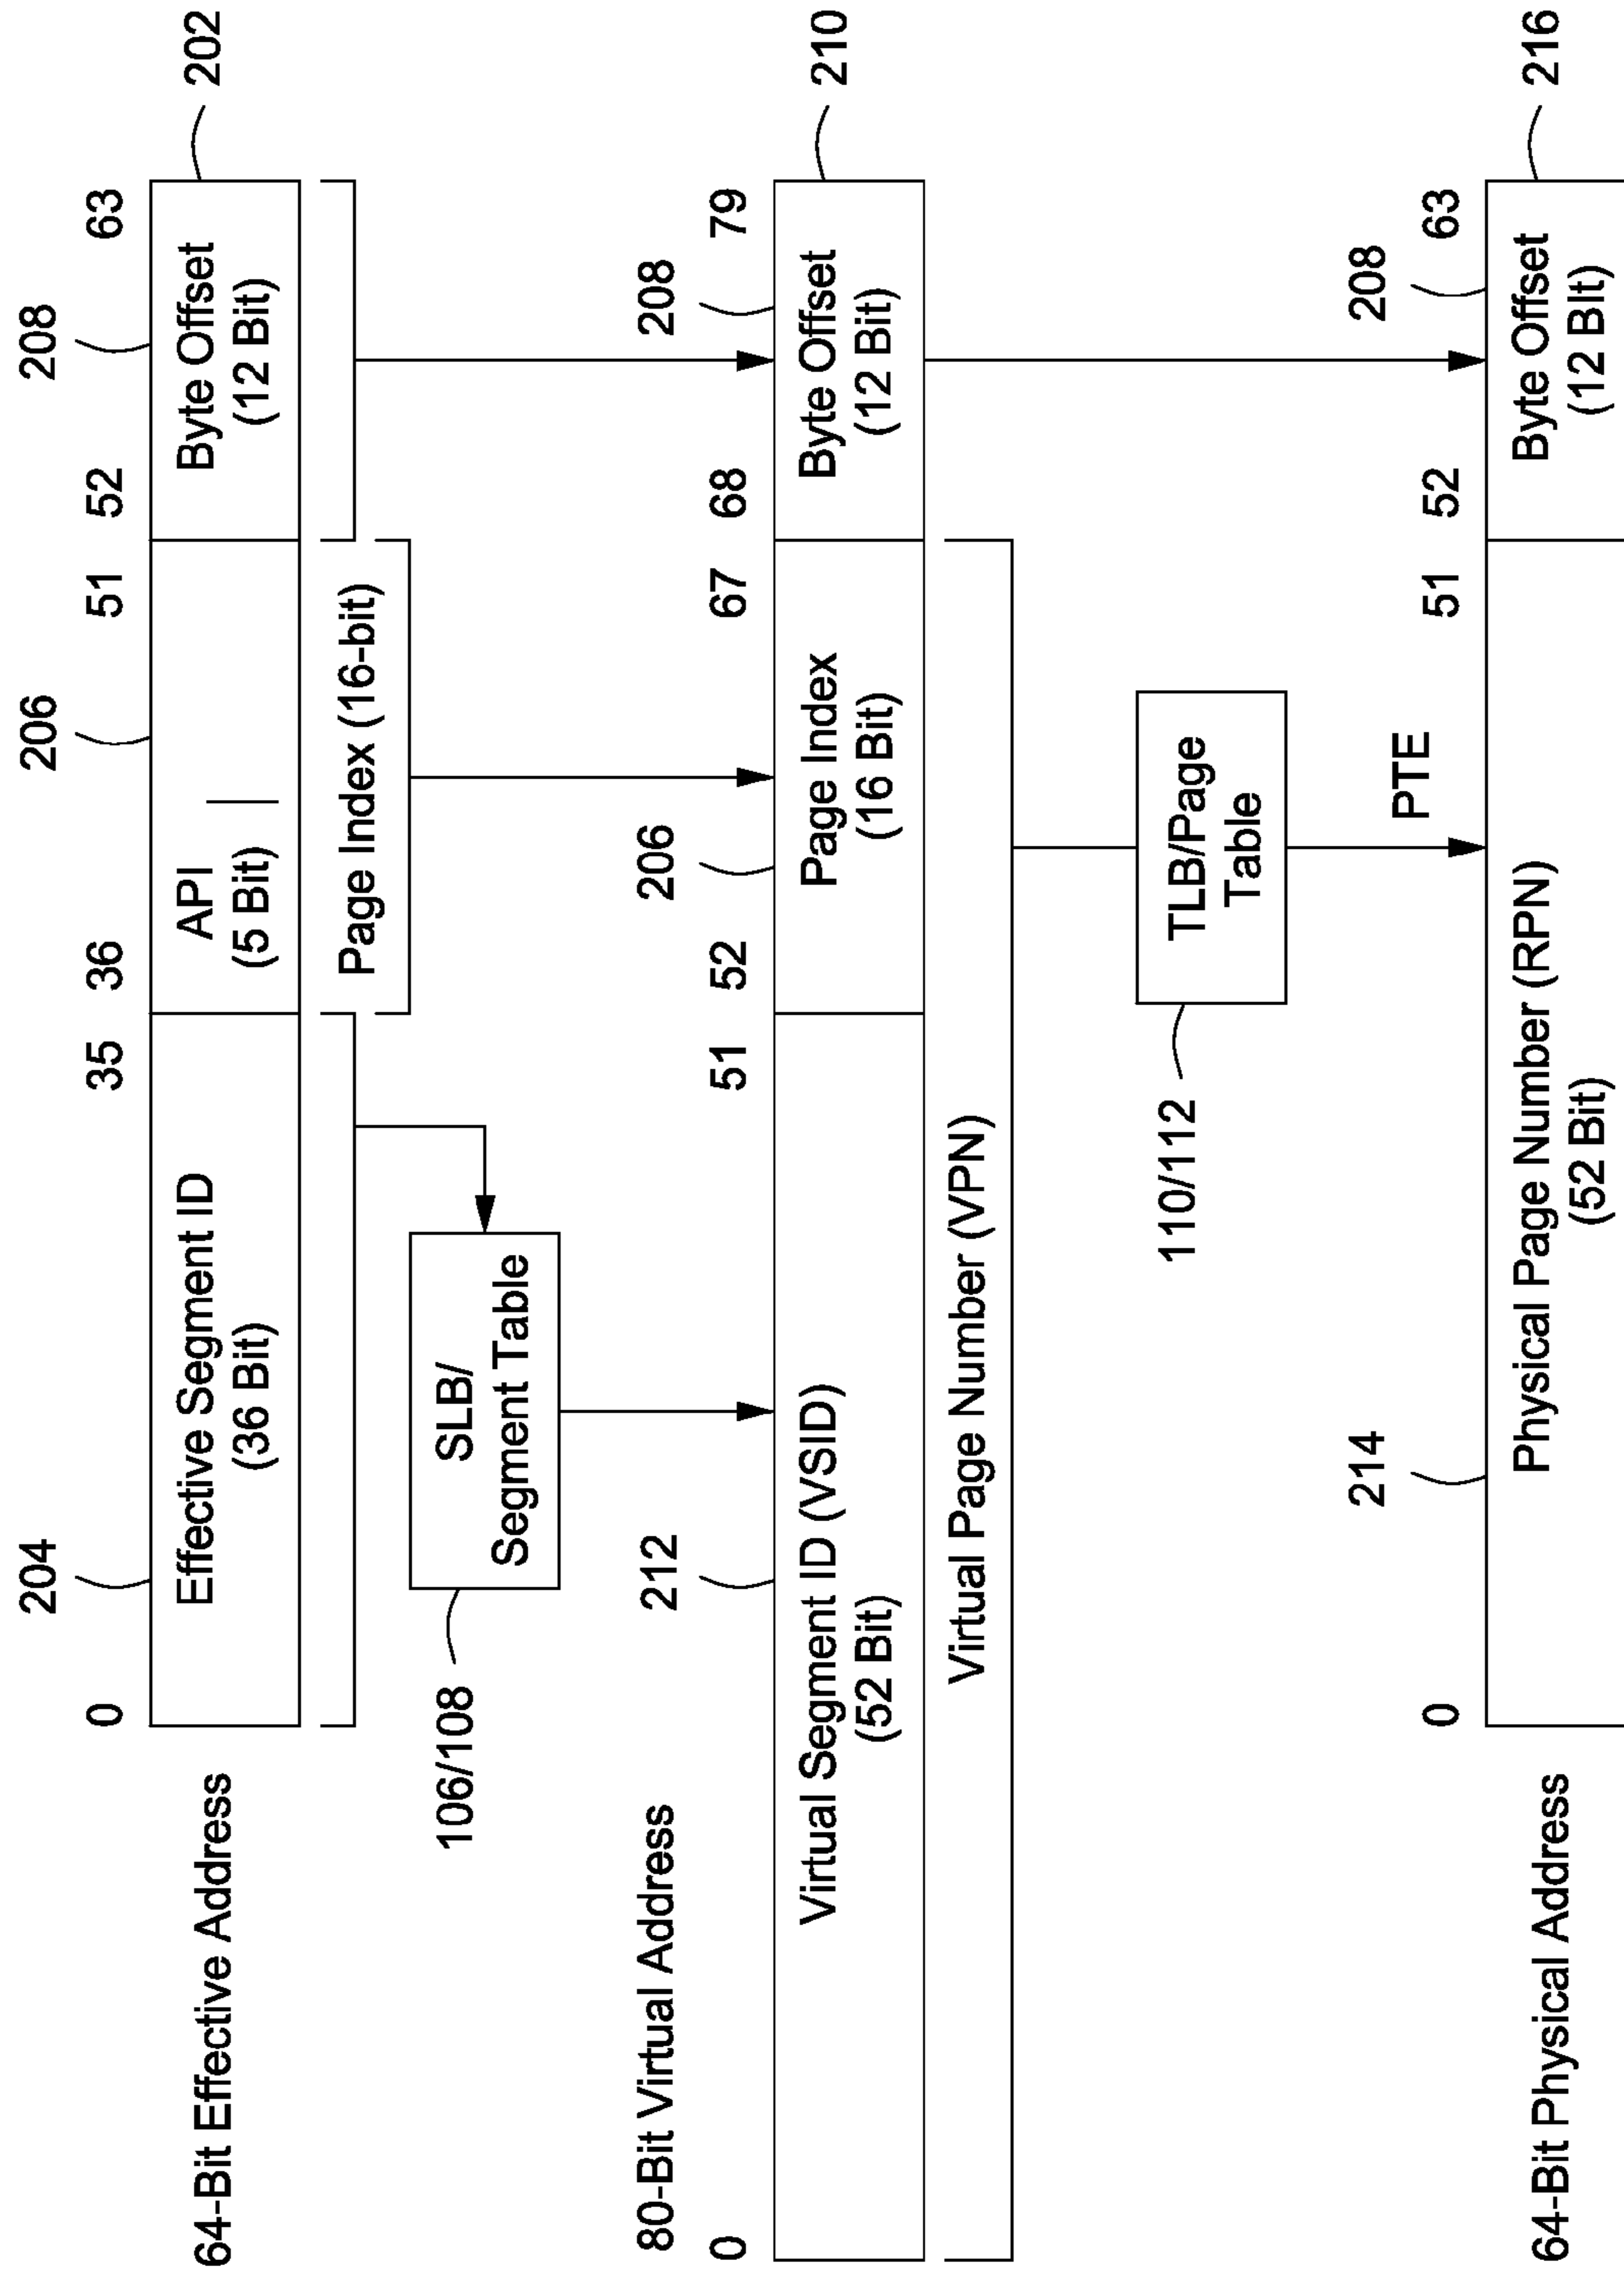 204
206
208
64-Bit Effective Address
0
35
36
51
52
63
Effective Segment ID
(36 Bit)
API
(5 Bit)
Byte Offset
(12 Bit)
202
Page Index (16-bit)
106/108
SLB/
Segment Table
80-Bit Virtual Address
212
206
208
0
51
52
67
68
79
Virtual Segment ID (VSID)
(52 Bit)
Page Index
(16 Bit)
Byte Offset
(12 Bit)
210
Virtual Page Number (VPN)
110/112
TLB/Page
Table
PTE
214
208
64-Bit Physical Address
0
51
52
63
Physical Page Number (RPN)
(52 Bit)
Byte Offset
(12 BIt)
216